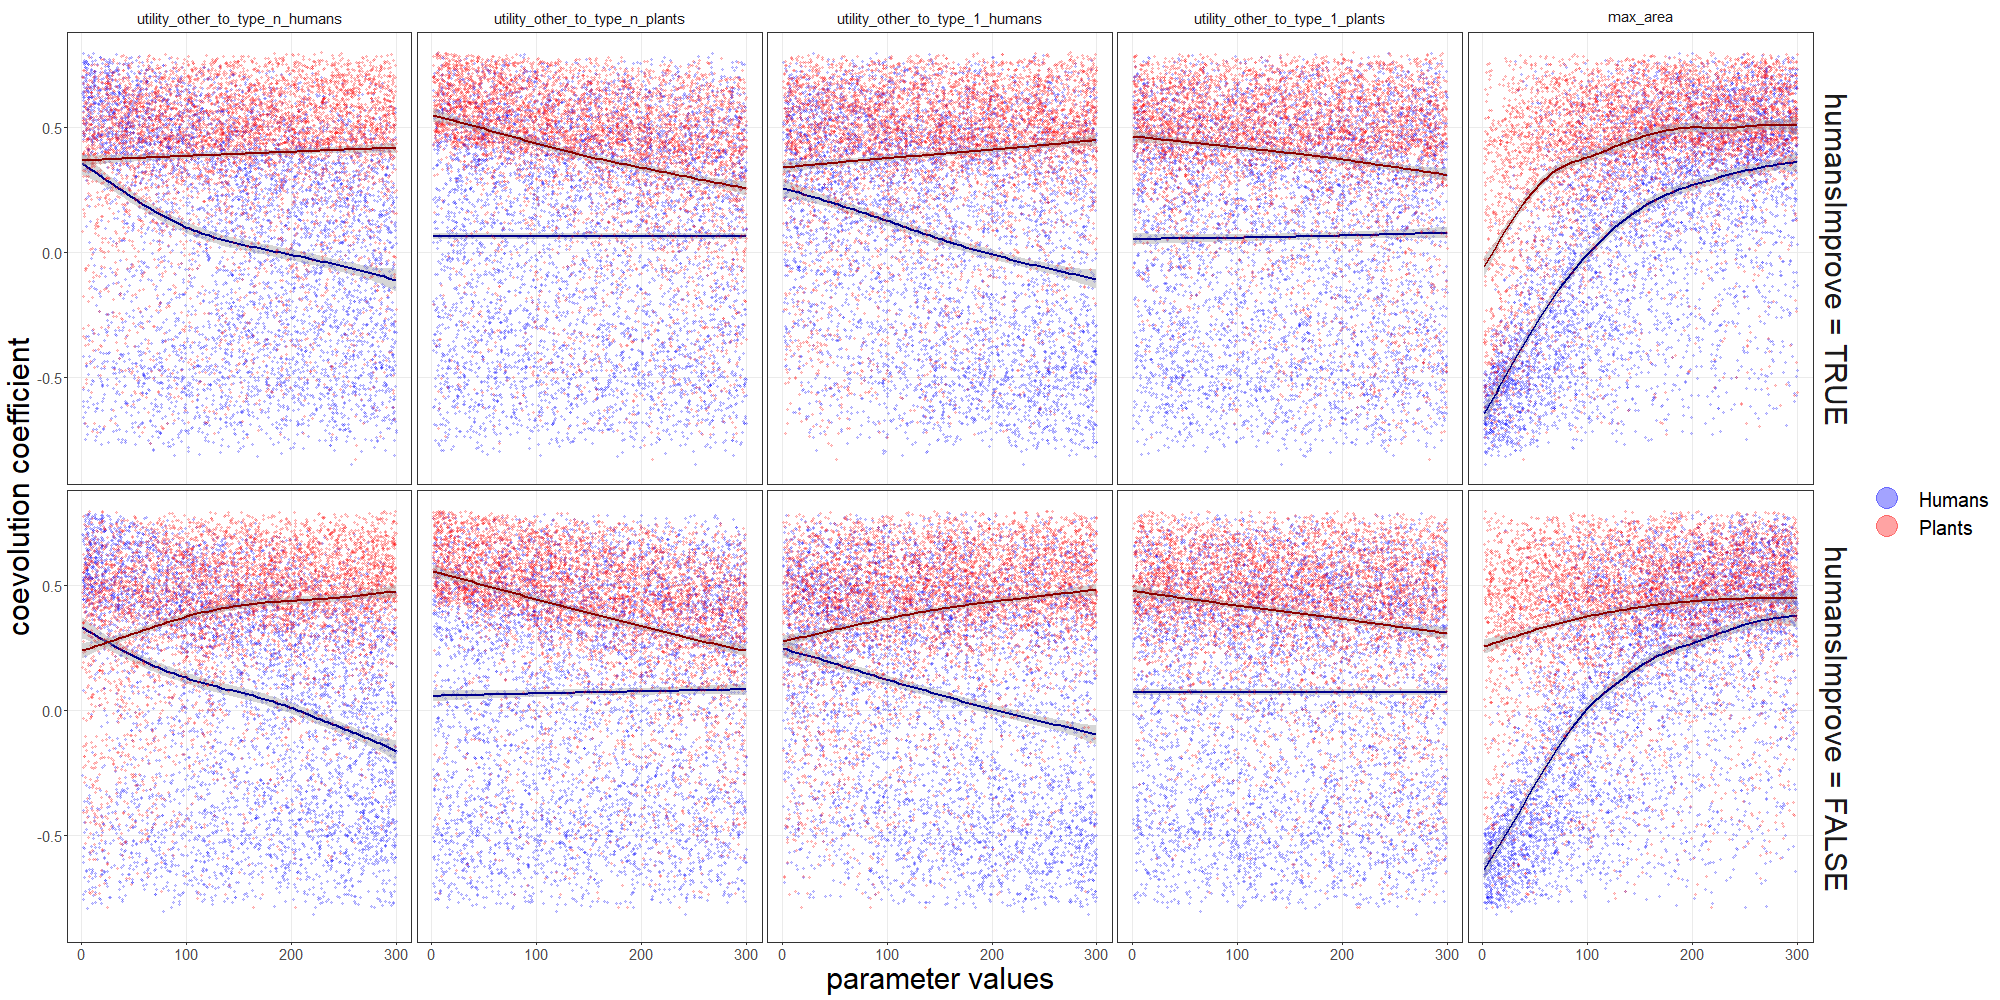 utility_other_to_type_n_humans
utility_other_to_type_n_plants
utility_other_to_type_1_humans
utility_other_to_type_1_plants
max_area
coevolution coefficient
0.5
0.0
-0.5
humansImprove = TRUE
0.5
0.0
-0.5
humansImprove = FALSE
Humans
Plants
0 100 200 300
0 100 200 300
0 100 200 300
0 100 200 300
0 100 200 300
parameter values